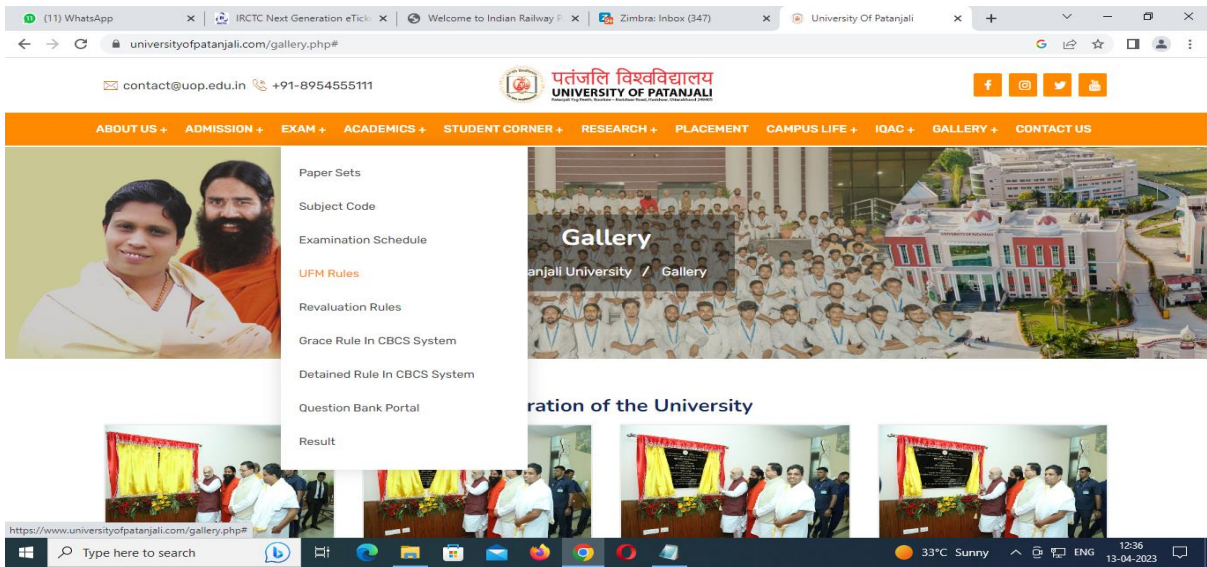 (11) WhatsApp
IRCTC Next Generation eTick
Welcome to Indian Railway P
Zimbra: Inbox (347)
University Of Patanjali
universityofpatanjali.com/gallery.php#
contact@uop.edu.in +91-8954555111
पतंजलि विश्वविद्यालय
UNIVERSITY OF PATANJALI
ABOUT US + ADMISSION + EXAM + ACADEMICS + STUDENT CORNER + RESEARCH + PLACEMENT CAMPUS LIFE + IQAC + GALLERY + CONTACT US
Paper Sets
Subject Code
Examination Schedule
UFM Rules
Revaluation Rules
Grace Rule In CBCS System
Detained Rule In CBCS System
Question Bank Portal
Result
Gallery
anjali University / Gallery
ration of the University
https://www.universityofpatanjali.com/gallery.php#
Type here to search
33°C Sunny
ENG
12:36
13-04-2023